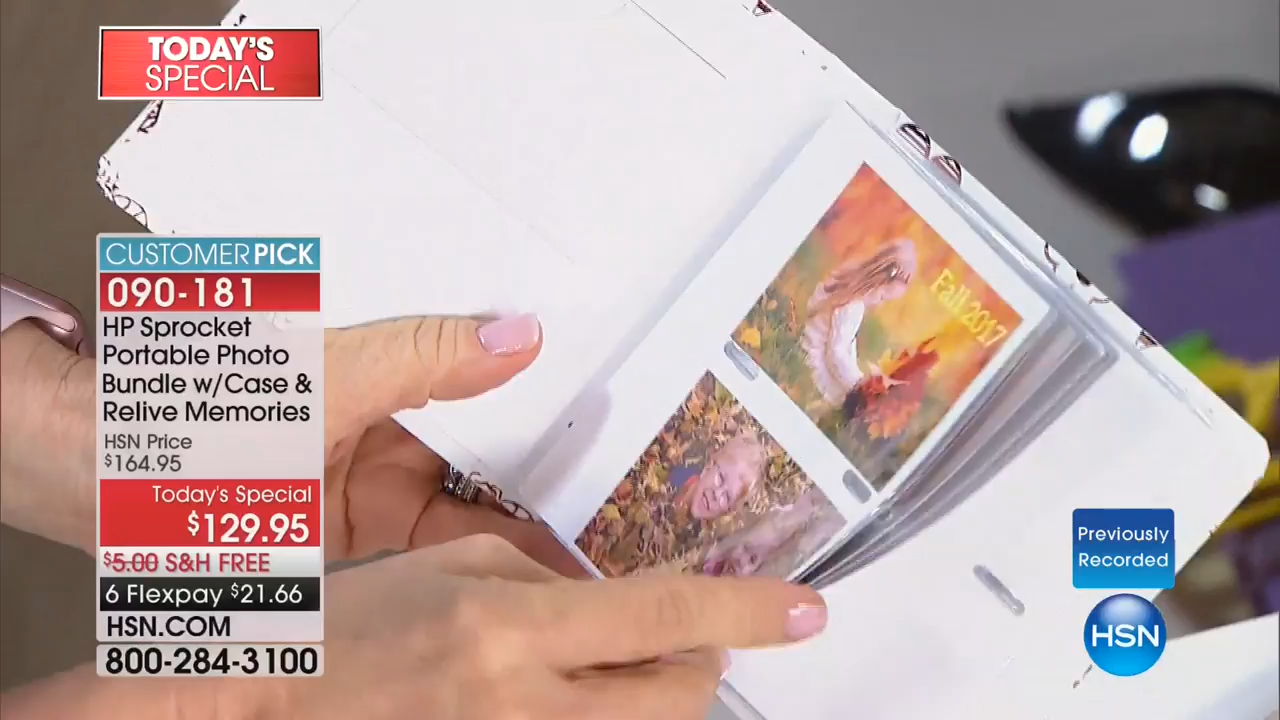 TODAY'S
SPECIAL
CUSTOMER PICK
090-181
HP Sprocket
Portable Photo
Bundle w/Case &
Relive Memories
HSN Price
$164.95
Today's Special
$129.95
$5.00 S&H FREE
6 Flexpay $21.66
HSN.COM
800-284-3100
Fall 2017
Previously
Recorded
HSN